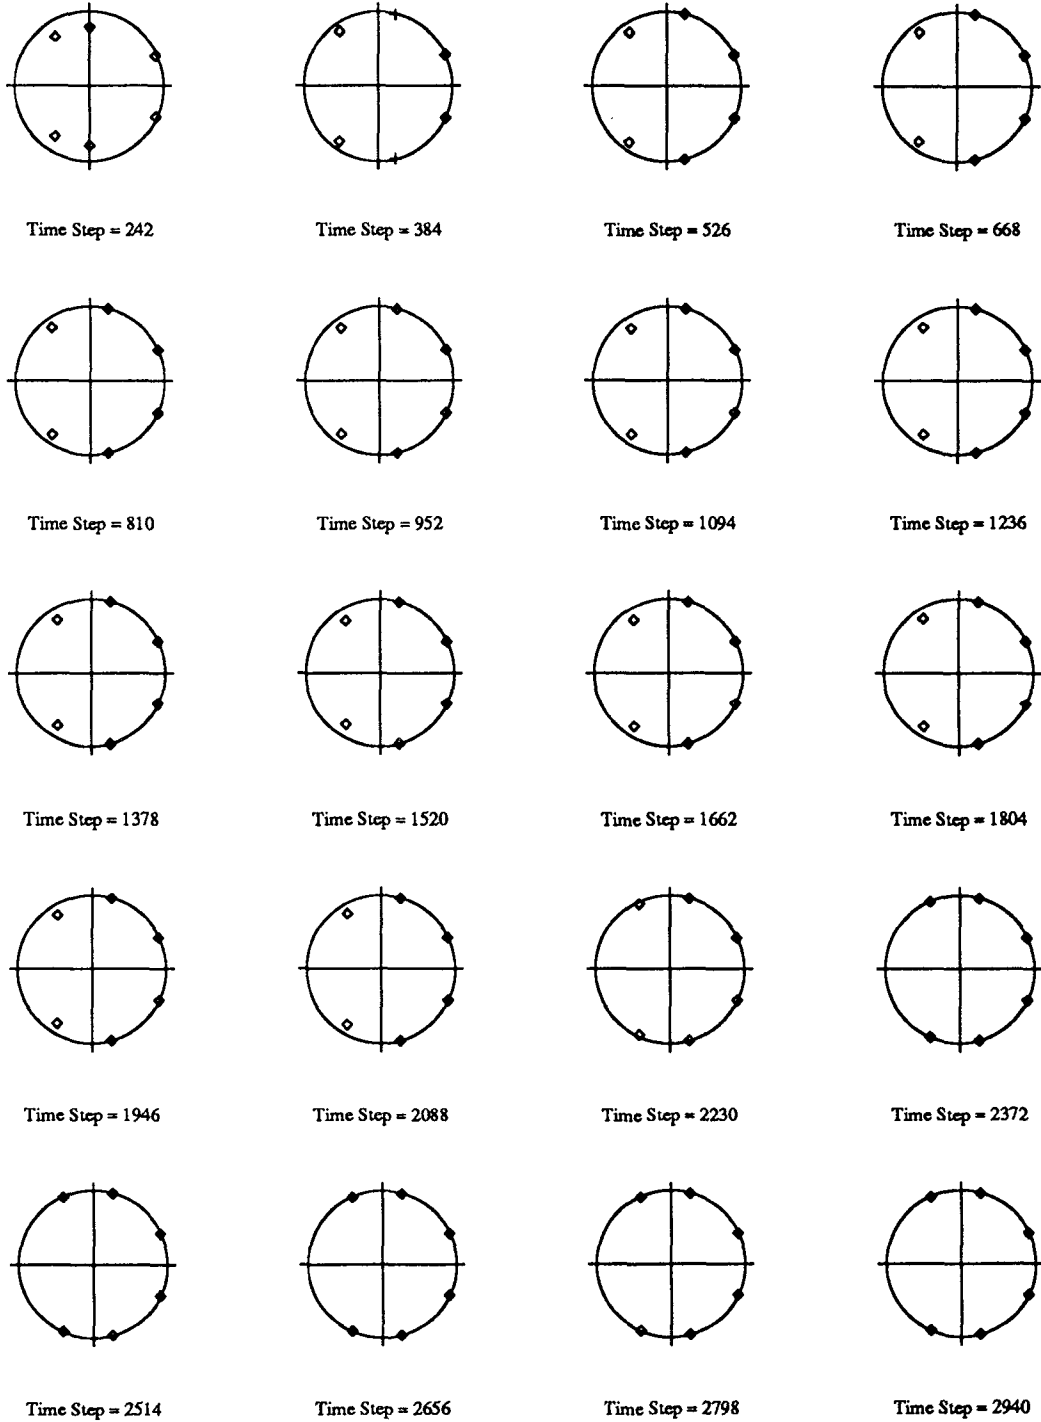 Time Step = 242
Time Step = 384
Time Step = 526
Time Step = 668
Time Step = 810
Time Step = 952
Time Step = 1094
Time Step = 1236
Time Step = 1378
Time Step = 1520
Time Step = 1662
Time Step = 1804
Time Step = 1946
Time Step = 2088
Time Step = 2230
Time Step = 2372
Time Step = 2514
Time Step = 2656
Time Step = 2798
Time Step = 2940